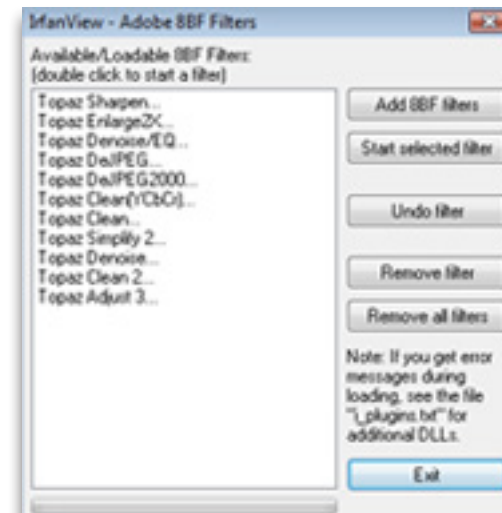 IrfanView - Adobe 8BF Filters
Available/Loadable 8BF Filters:
(double click to start a filter)
Topaz Sharpen...
Topaz Enlarge2X...
Topaz Denoise/EQ...
Topaz DeJPEG...
Topaz DeJPEG2000...
Topaz Clean(YCbCr)...
Topaz Clean...
Topaz Simplify 2...
Topaz Denoise...
Topaz Clean 2...
Topaz Adjust 3...
Add 8BF filters
Start selected filter
Undo filter
Remove filter
Remove all filters
Note: If you get error
messages during
loading, see the file
"i_plugins.txt" for
additional DLLs.
Exit